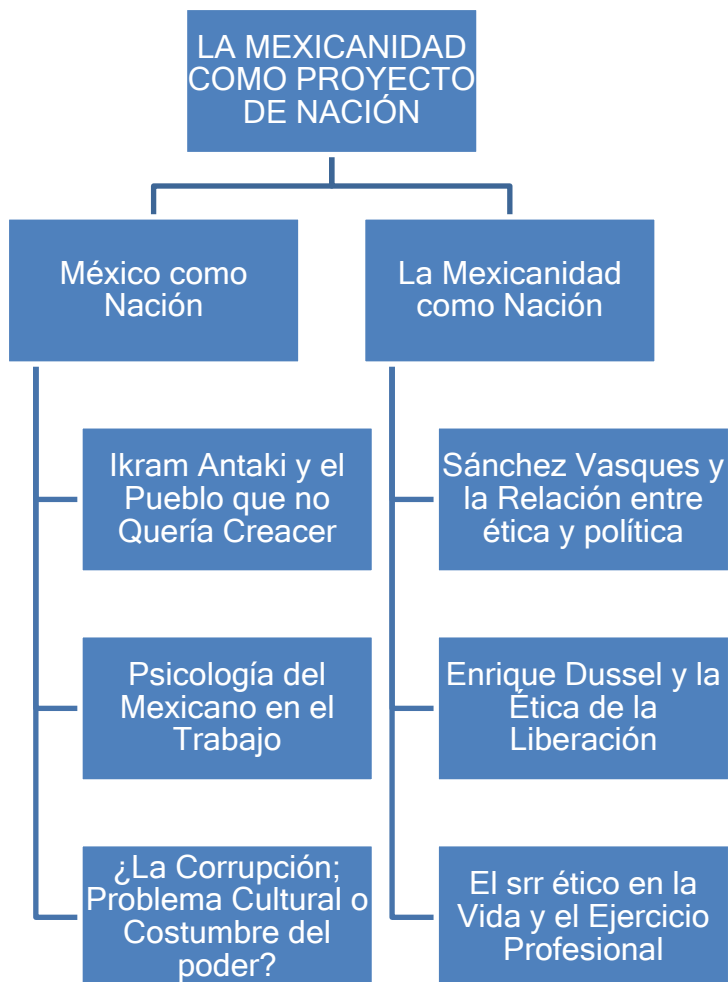 LA MEXICANIDAD
COMO PROYECTO
DE NACIÓN
México como
Nación
La Mexicanidad
como Nación
Ikram Antaki y el
Pueblo que no
Quería Creacer
Sánchez Vasques y
la Relación entre
ética y política
Psicología del
Mexicano en el
Trabajo
Enrique Dussel y la
Ética de la
Liberación
¿La Corrupción;
Problema Cultural o
Costumbre del
poder?
El srr ético en la
Vida y el Ejercicio
Profesional